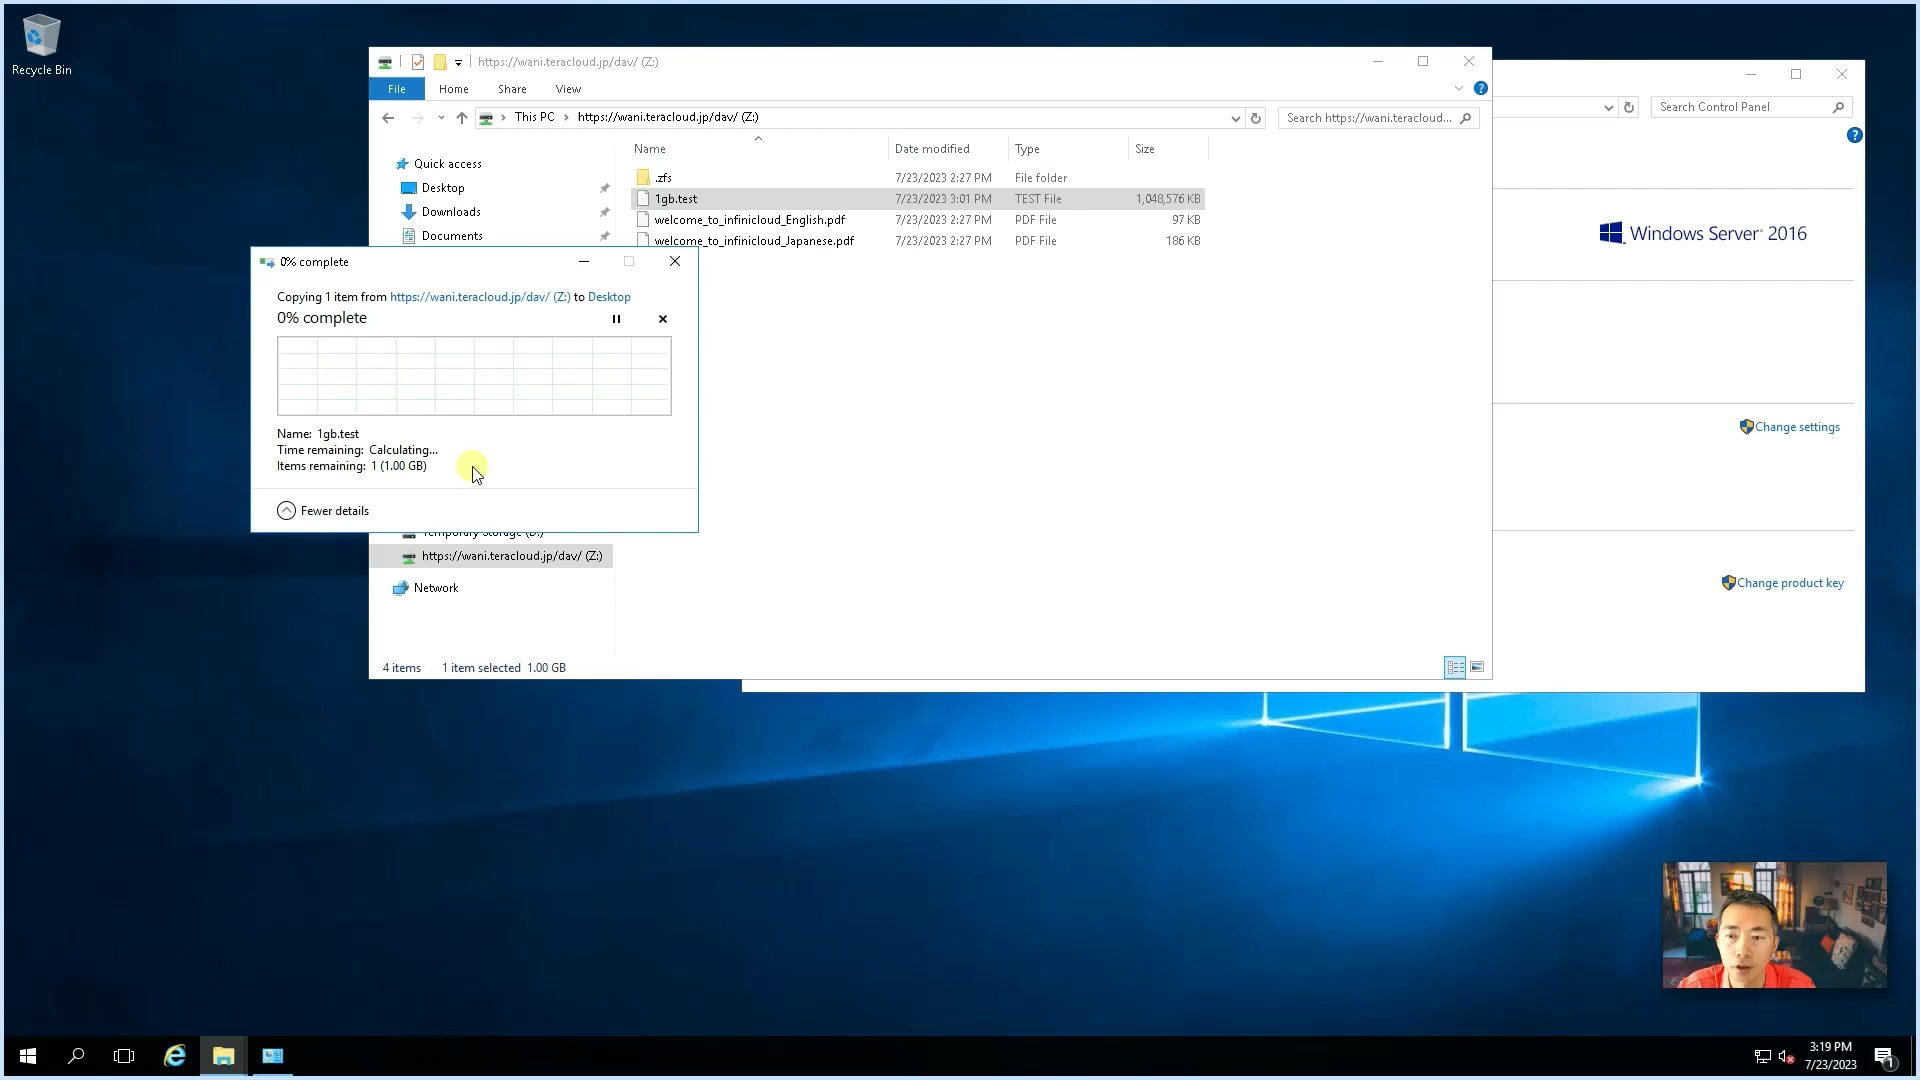 Recycle Bin
https://wani.teracloud.jp/dav/ (Z:)
File
Home
Share
View
This PC
https://wani.teracloud.jp/dav/ (Z:)
Search https://wani.teracloud...
Search Control Panel
Name
Date modified
Type
Size
.zfs
7/23/2023 2:27 PM
File folder
1gb.test
7/23/2023 3:01 PM
TEST File
1,048,576 KB
welcome_to_infinicloud_English.pdf
7/23/2023 2:27 PM
PDF File
97 KB
welcome_to_infinicloud_Japanese.pdf
7/23/2023 2:27 PM
PDF File
186 KB
Quick access
Desktop
Downloads
Documents
0% complete
Copying 1 item from https://wani.teracloud.jp/dav/ (Z:) to Desktop
0% complete
Name: 1gb.test
Time remaining: Calculating...
Items remaining: 1 (1.00 GB)
Fewer details
Temporary Storage (D:)
https://wani.teracloud.jp/dav/ (Z:)
Network
4 items
1 item selected 1.00 GB
Windows Server® 2016
Change settings
Change product key
3:19 PM
7/23/2023
1